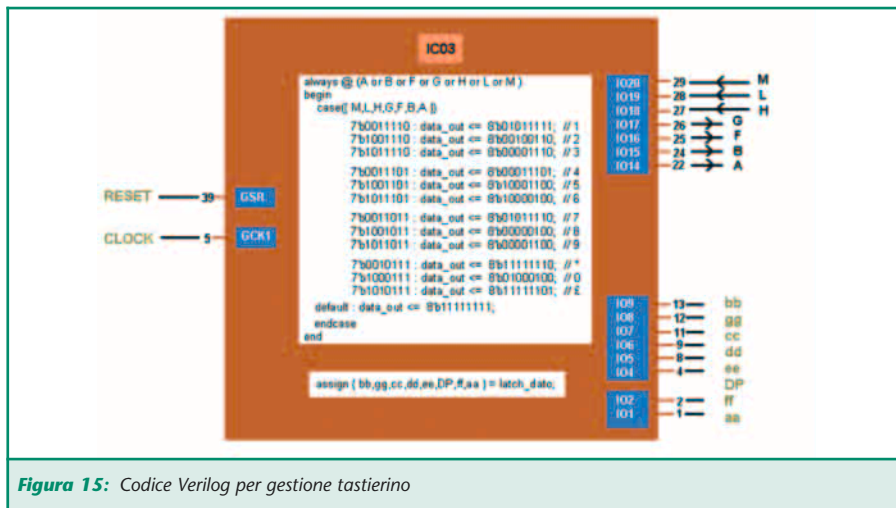 IC03
always @ (A or B or F or G or H or L or M )
begin
case({ M,L,H,G,F,B,A })
7'b0011110 : data_out <= 8'b01011111; // 1
7'b1001110 : data_out <= 8'b00100110; // 2
7'b1011110 : data_out <= 8'b00001110; // 3
7'b0011101 : data_out <= 8'b00011101; // 4
7'b1001101 : data_out <= 8'b10001100; // 5
7'b1011101 : data_out <= 8'b10000100; // 6
7'b0011011 : data_out <= 8'b01011110; // 7
7'b1001011 : data_out <= 8'b00000100; // 8
7'b1011011 : data_out <= 8'b00001100; // 9
7'b0010111 : data_out <= 8'b11111110; // *
7'b1000111 : data_out <= 8'b01000100; // 0
7'b1010111 : data_out <= 8'b11111101; // £
default : data_out <= 8'b11111111;
endcase
end
assign { bb,gg,cc,dd,ee,DP,ff,aa } = latch_dato;
RESET 39 GSR
CLOCK 5 GCK1
IO20 29 M
IO19 28 L
IO18 27 H
IO17 26 G
IO16 25 F
IO15 24 B
IO14 22 A
IO9 13 bb
IO8 12 gg
IO7 11 cc
IO6 9 dd
IO5 8 ee
IO4 4 DP
IO2 2 ff
IO1 1 aa
Figura 15: Codice Verilog per gestione tastierino